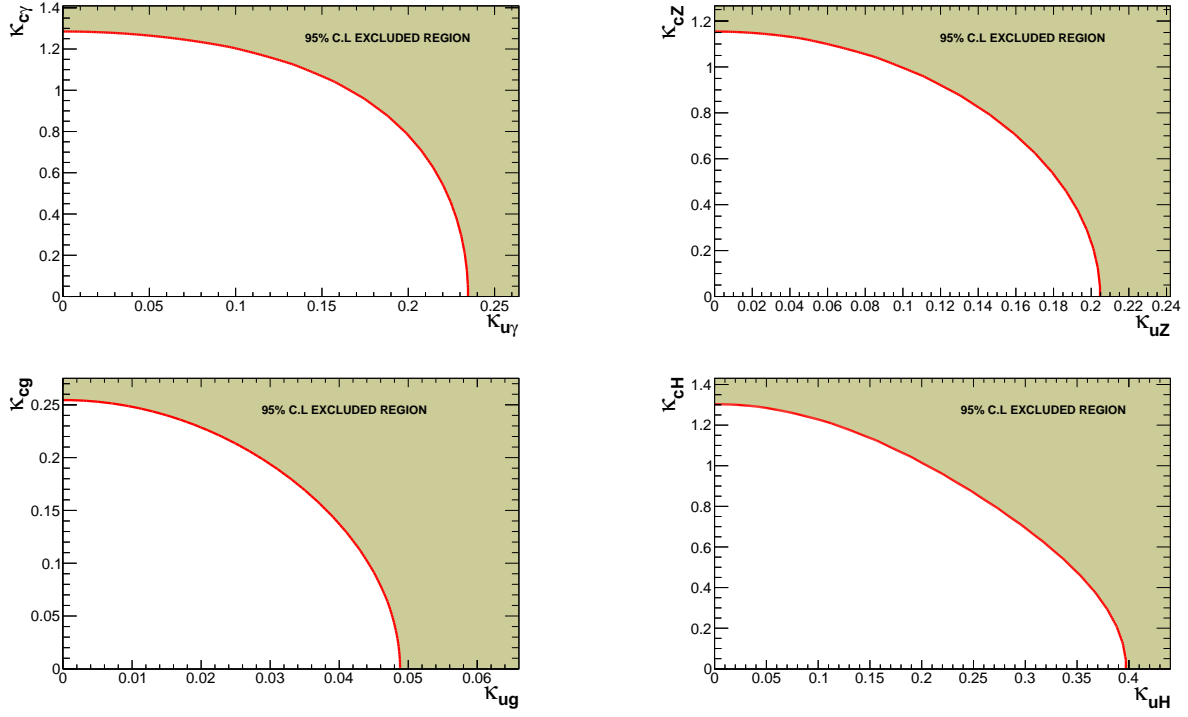 κcγ
1.4
1.2
1
0.8
0.6
0.4
0.2
0
95% C.L EXCLUDED REGION
0 0.05 0.1 0.15 0.2 0.25
κuγ
κcZ
1.2
1
0.8
0.6
0.4
0.2
0
95% C.L EXCLUDED REGION
0 0.02 0.04 0.06 0.08 0.1 0.12 0.14 0.16 0.18 0.2 0.22 0.24
κuZ
κcg
0.25
0.2
0.15
0.1
0.05
0
95% C.L EXCLUDED REGION
0 0.01 0.02 0.03 0.04 0.05 0.06
κug
κcH
1.4
1.2
1
0.8
0.6
0.4
0.2
0
95% C.L EXCLUDED REGION
0 0.05 0.1 0.15 0.2 0.25 0.3 0.35 0.4
κuH